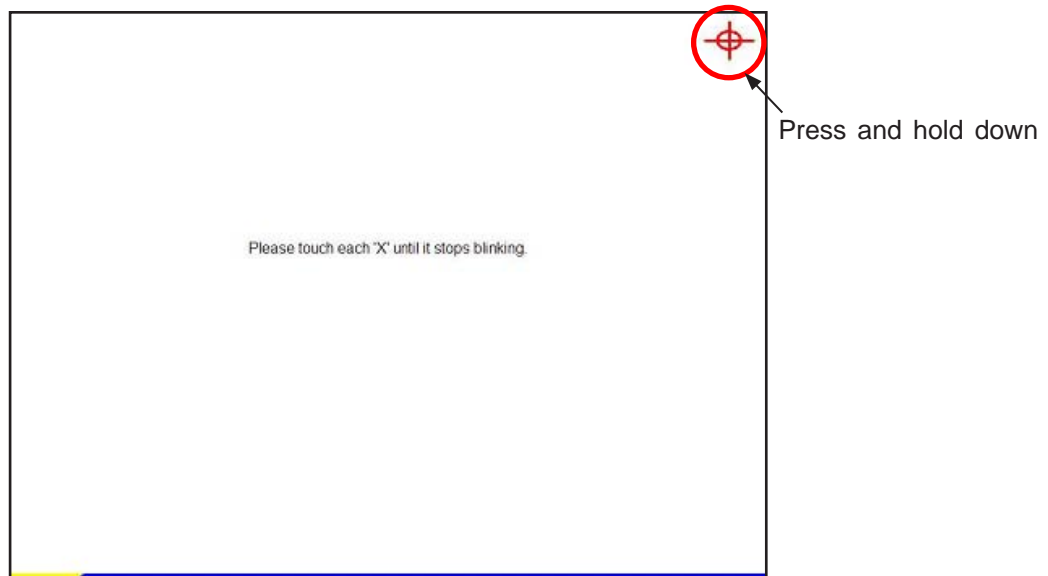 Press and hold down
Please touch each 'X' until it stops blinking.